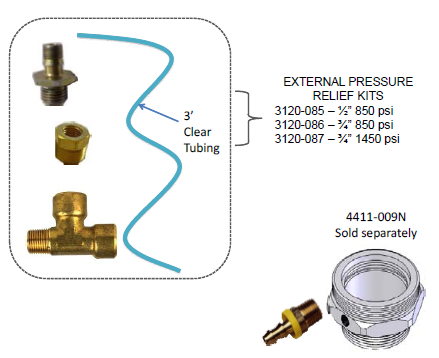 3'
Clear
Tubing
EXTERNAL PRESSURE
RELIEF KITS
3120-085 – ½" 850 psi
3120-086 – ¾" 850 psi
3120-087 – ¾" 1450 psi
4411-009N
Sold separately